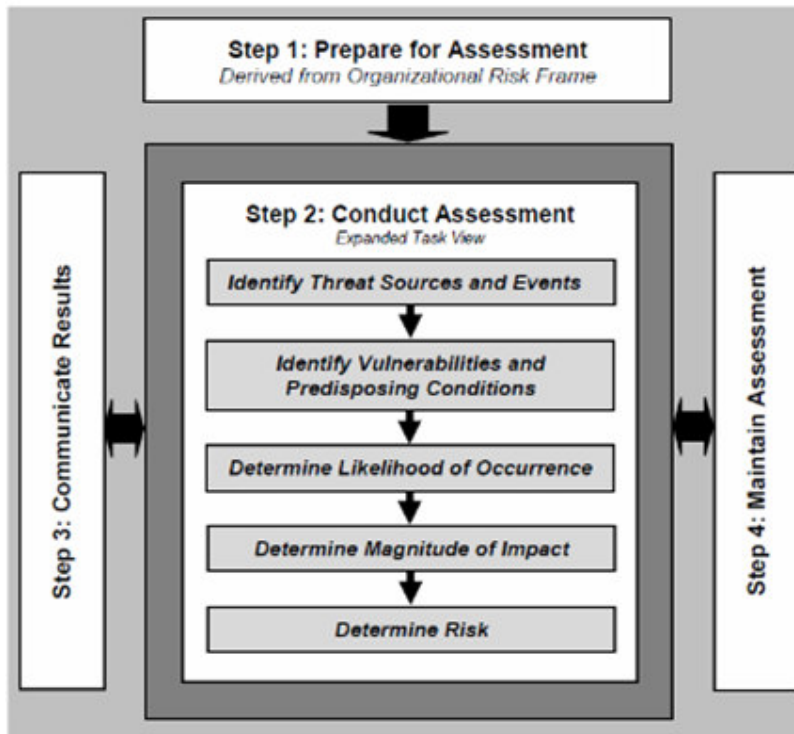 Step 1: Prepare for Assessment
Derived from Organizational Risk Frame
Step 3: Communicate Results
Step 2: Conduct Assessment
Expanded Task View
Identify Threat Sources and Events
Identify Vulnerabilities and
Predisposing Conditions
Determine Likelihood of Occurrence
Determine Magnitude of Impact
Determine Risk
Step 4: Maintain Assessment